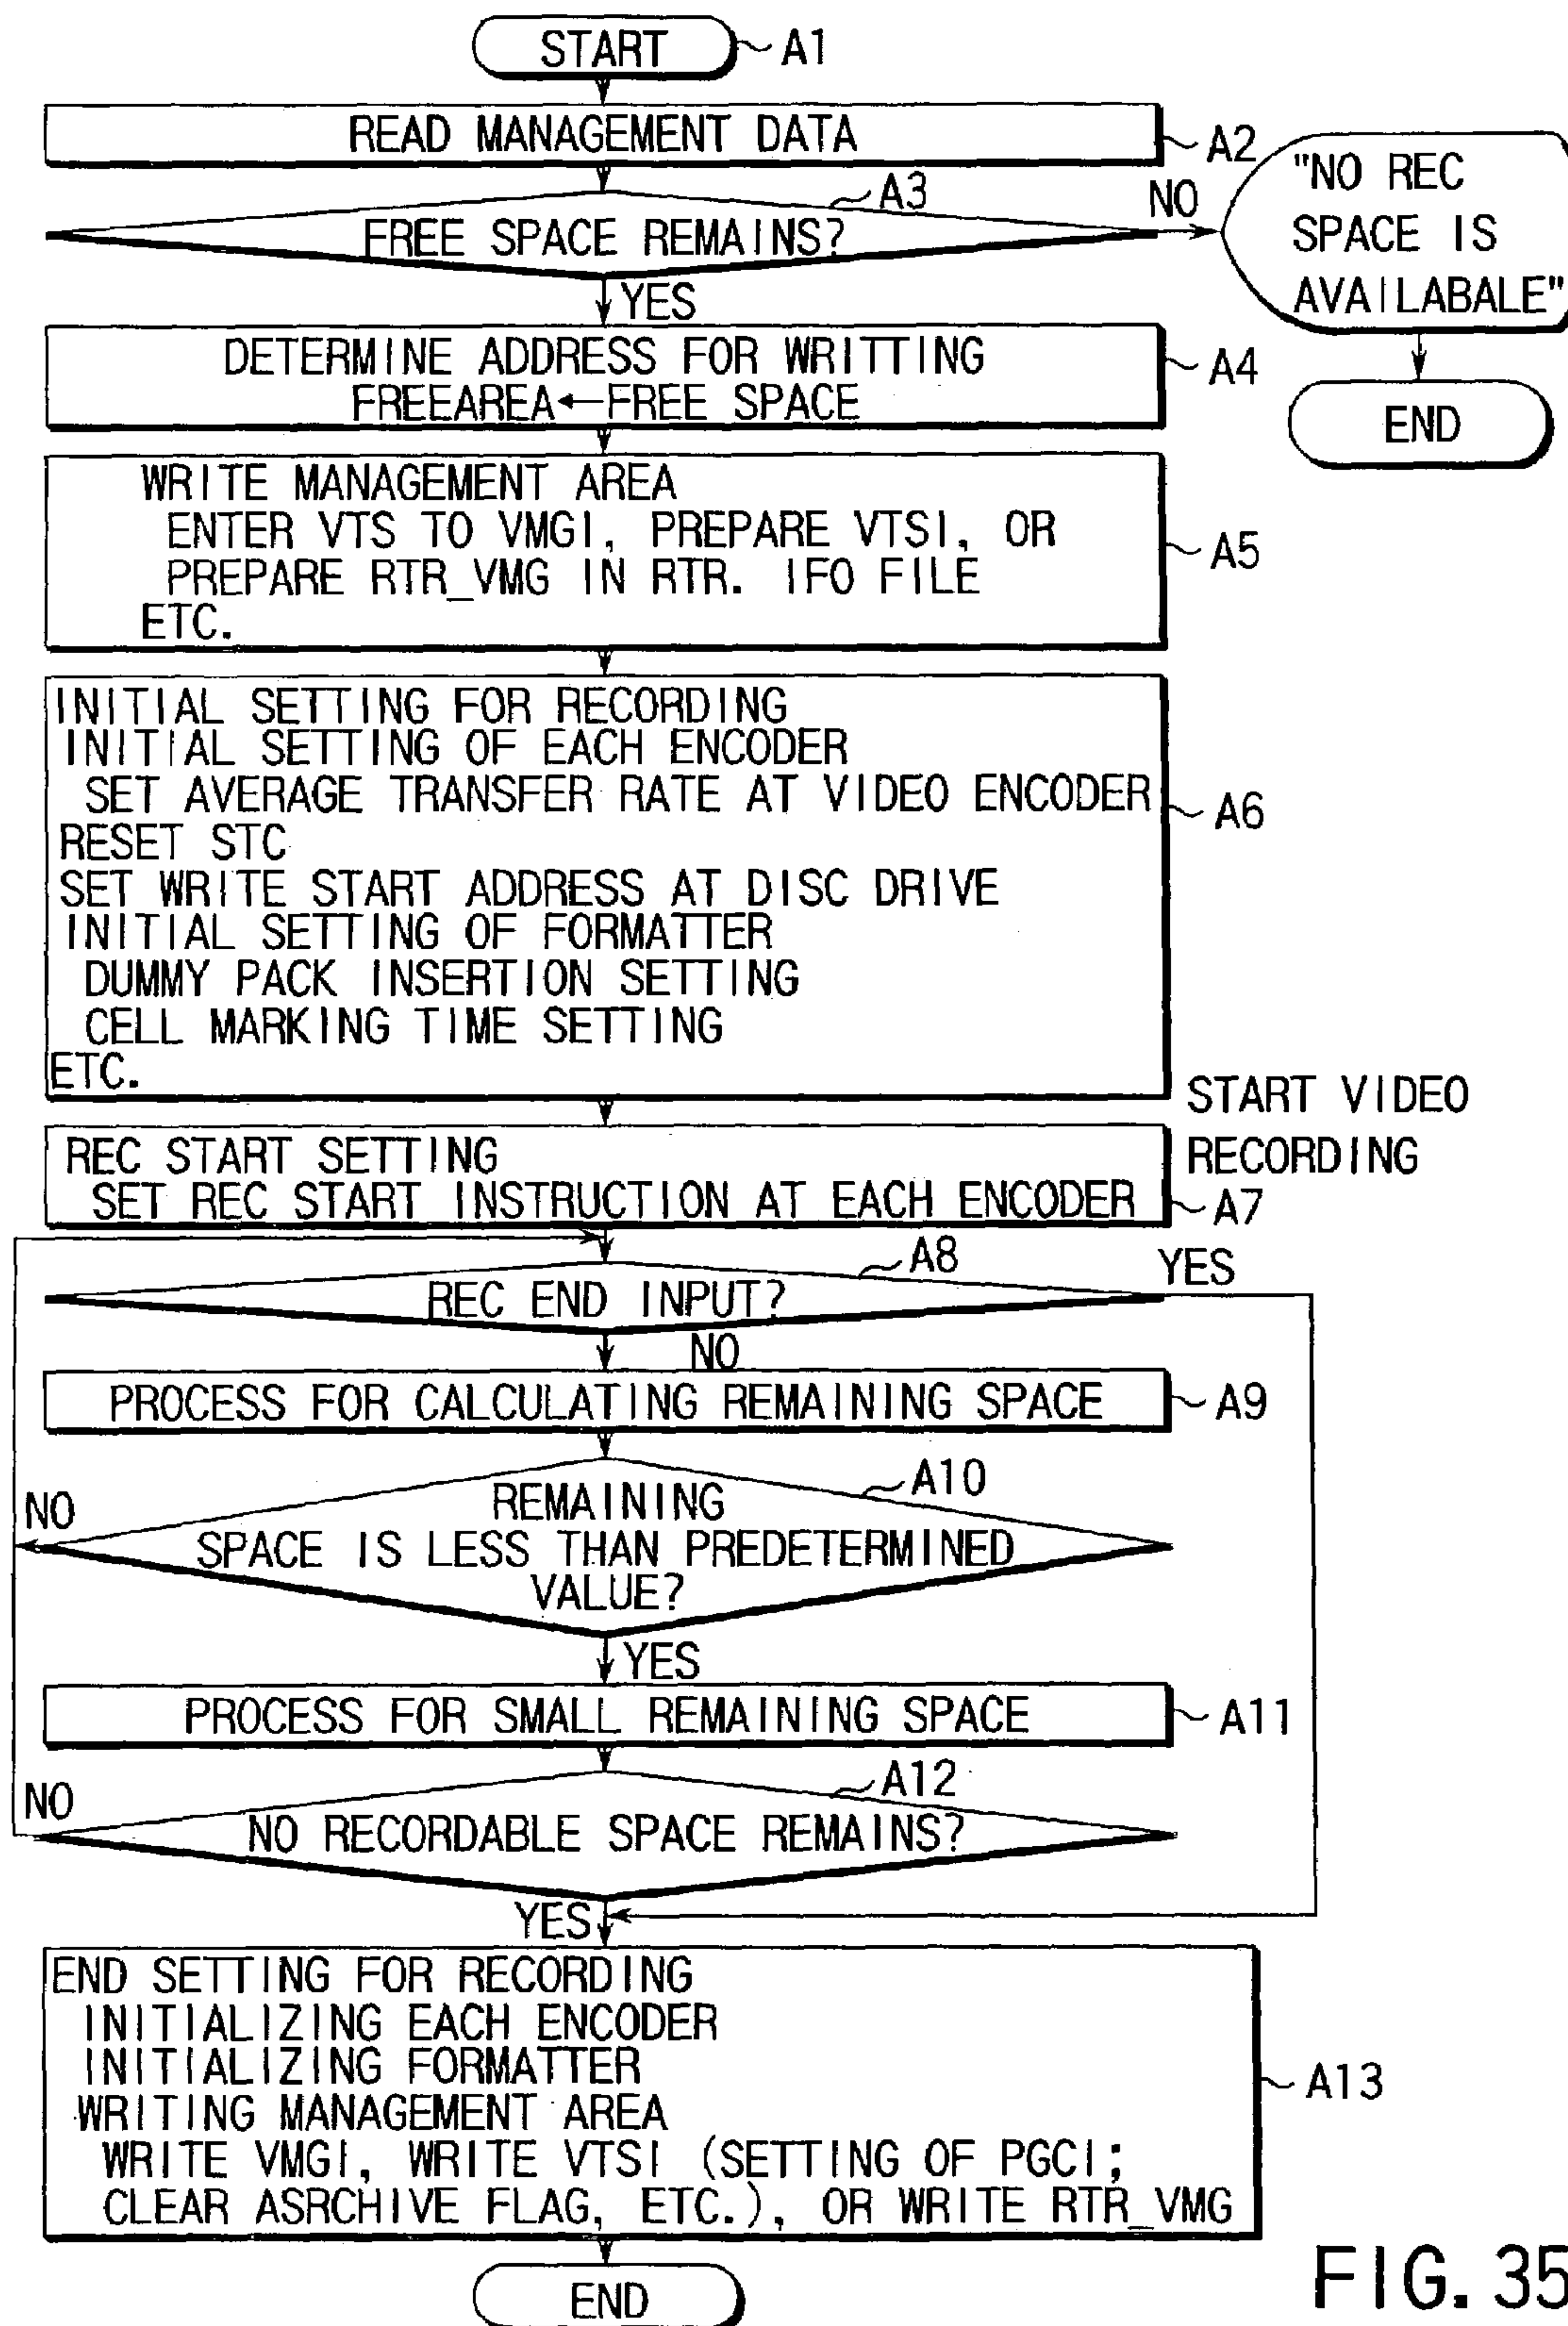 START
A1
READ MANAGEMENT DATA
A2
A3
FREE SPACE REMAINS?
NO
"NO REC
SPACE IS
AVAILABALE"
END
YES
DETERMINE ADDRESS FOR WRITTING
FREEAREA←FREE SPACE
A4
WRITE MANAGEMENT AREA
ENTER VTS TO VMGI, PREPARE VTSI, OR
PREPARE RTR_VMG IN RTR. IFO FILE
ETC.
A5
INITIAL SETTING FOR RECORDING
INITIAL SETTING OF EACH ENCODER
SET AVERAGE TRANSFER RATE AT VIDEO ENCODER
RESET STC
SET WRITE START ADDRESS AT DISC DRIVE
INITIAL SETTING OF FORMATTER
DUMMY PACK INSERTION SETTING
CELL MARKING TIME SETTING
ETC.
A6
START VIDEO
RECORDING
REC START SETTING
SET REC START INSTRUCTION AT EACH ENCODER
A7
A8
REC END INPUT?
YES
NO
PROCESS FOR CALCULATING REMAINING SPACE
A9
A10
REMAINING
SPACE IS LESS THAN PREDETERMINED
VALUE?
NO
YES
PROCESS FOR SMALL REMAINING SPACE
A11
A12
NO RECORDABLE SPACE REMAINS?
NO
YES
END SETTING FOR RECORDING
INITIALIZING EACH ENCODER
INITIALIZING FORMATTER
WRITING MANAGEMENT AREA
WRITE VMGI, WRITE VTSI (SETTING OF PGCI;
CLEAR ASRCHIVE FLAG, ETC.), OR WRITE RTR_VMG
A13
END
FIG. 35